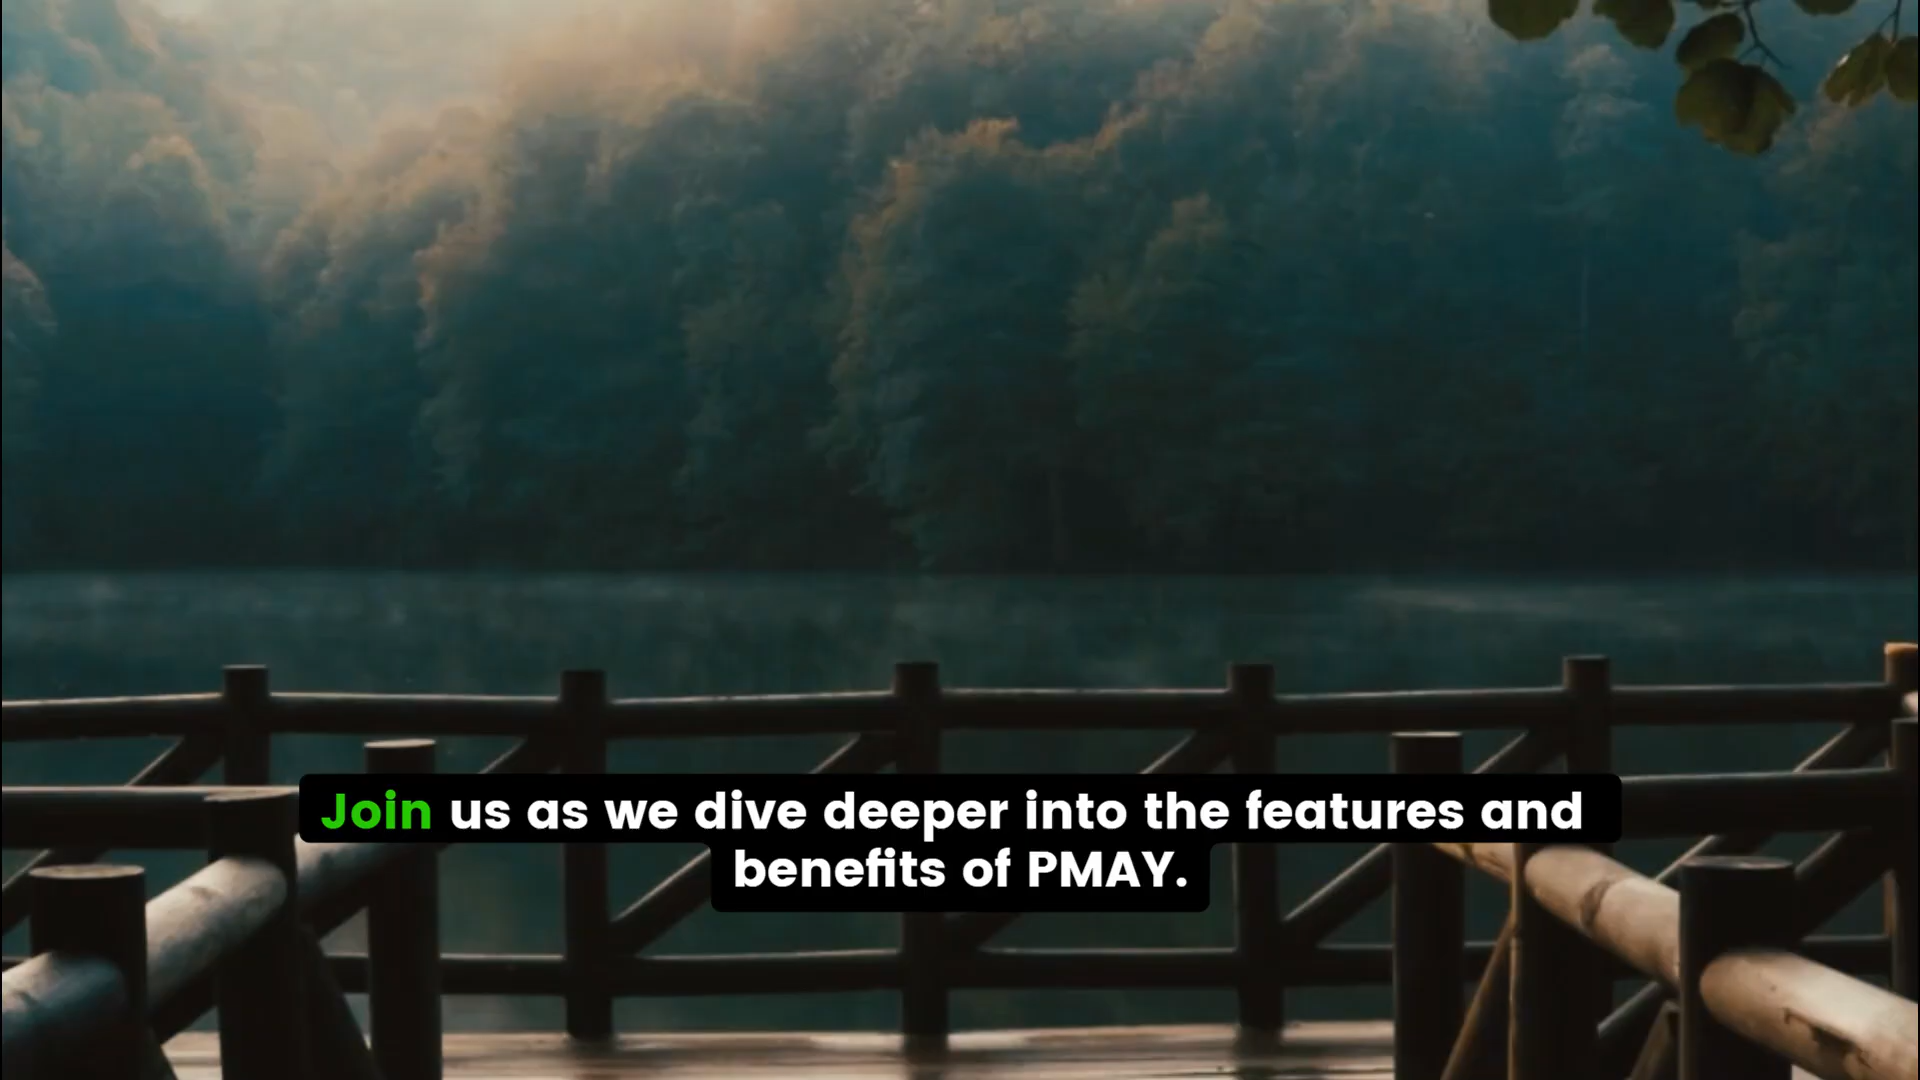 Join us as we dive deeper into the features and
benefits of PMAY.